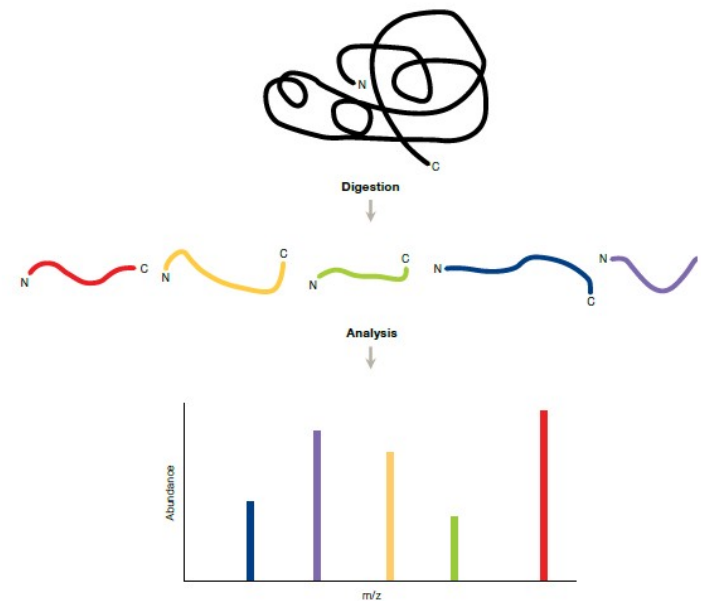 N
C
Digestion
N C N C N C N C N
Analysis
Abundance
m/z